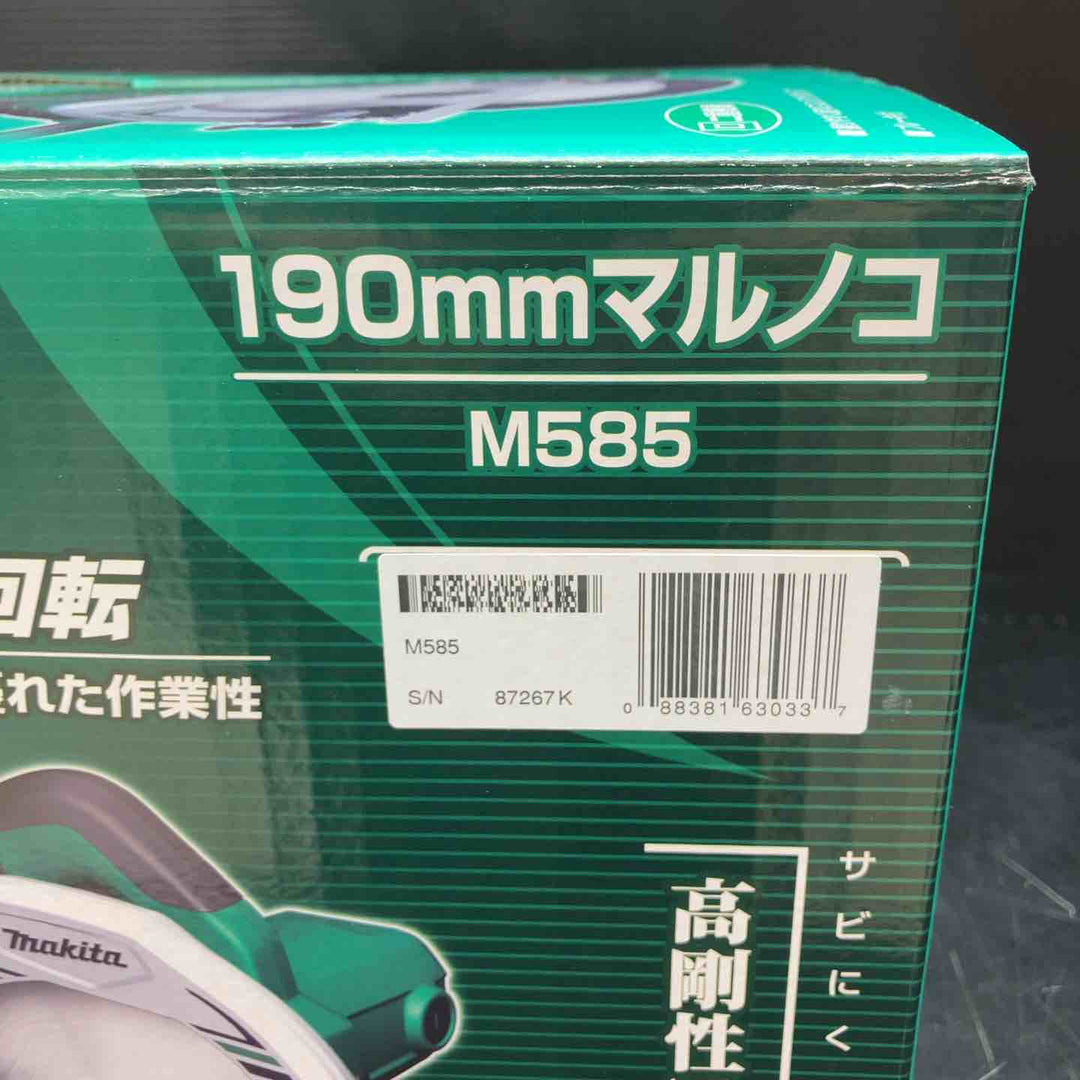 190mmマルノコ
M585
回転
れた作業性
M585
S/N 87267K
0 88381 63033 7
makita
高剛性
サビにく